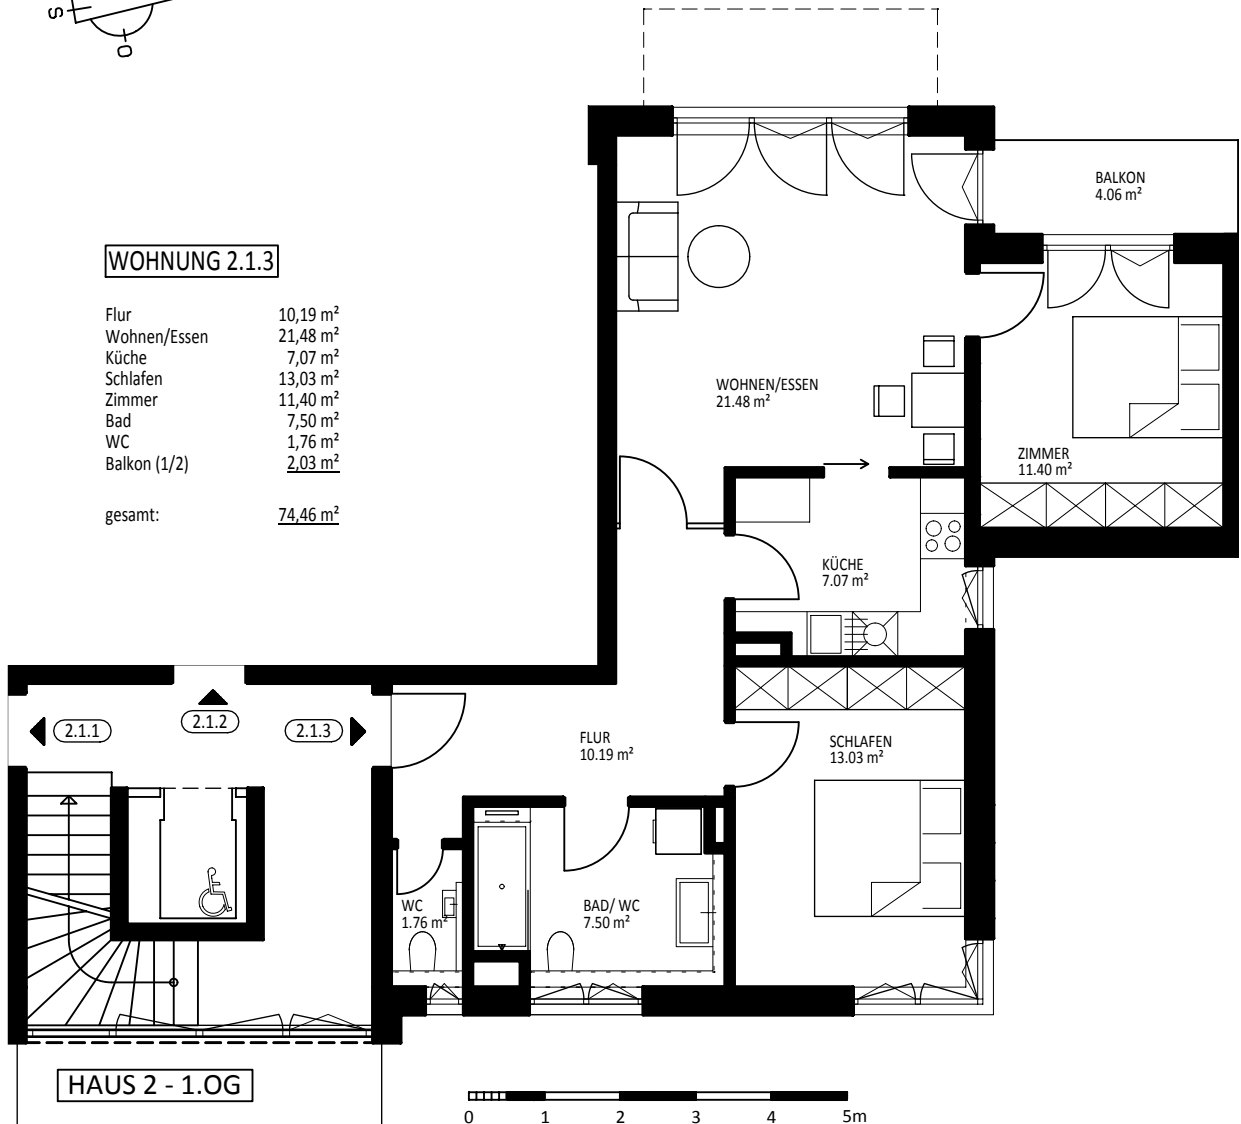 S
O
WOHNUNG 2.1.3
Flur 10,19 m²
Wohnen/Essen 21,48 m²
Küche 7,07 m²
Schlafen 13,03 m²
Zimmer 11,40 m²
Bad 7,50 m²
WC 1,76 m²
Balkon (1/2) 2,03 m²
gesamt: 74,46 m²
BALKON
4.06 m²
WOHNEN/ESSEN
21.48 m²
ZIMMER
11.40 m²
KÜCHE
7.07 m²
2.1.1
2.1.2
2.1.3
FLUR
10.19 m²
SCHLAFEN
13.03 m²
WC
1.76 m²
BAD/ WC
7.50 m²
HAUS 2 - 1.OG
0 1 2 3 4 5m